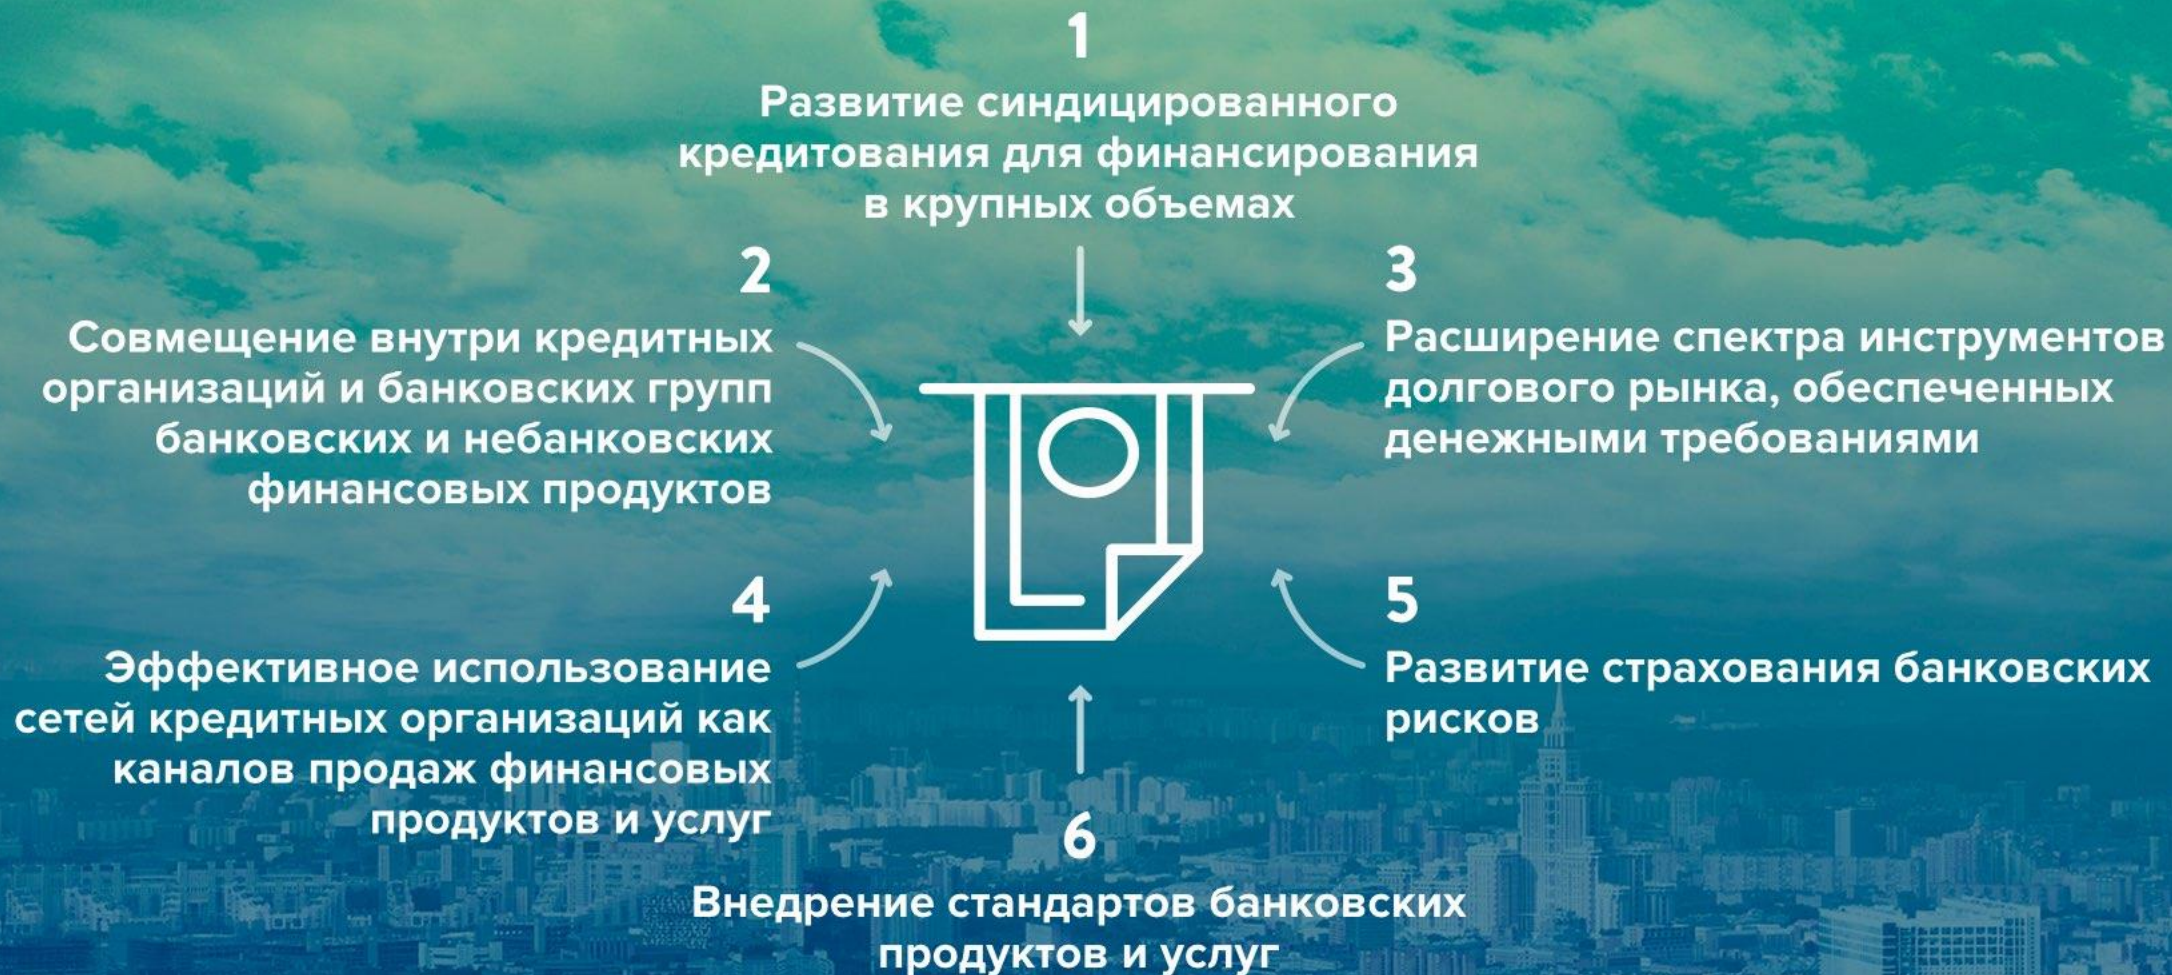 1
Развитие синдицированного
кредитования для финансирования
в крупных объемах
2
Совмещение внутри кредитных
организаций и банковских групп
банковских и небанковских
финансовых продуктов
3
Расширение спектра инструментов
долгового рынка, обеспеченных
денежными требованиями
4
Эффективное использование
сетей кредитных организаций как
каналов продаж финансовых
продуктов и услуг
5
Развитие страхования банковских
рисков
6
Внедрение стандартов банковских
продуктов и услуг